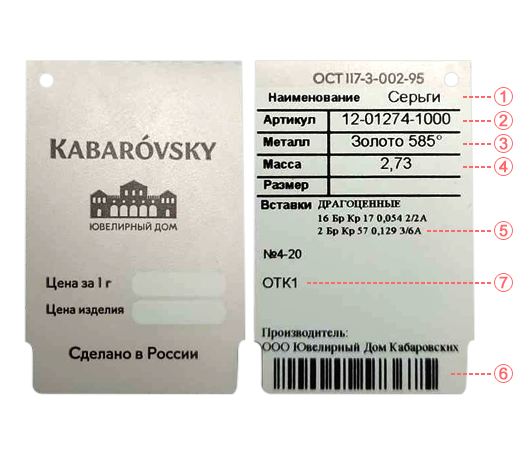 KABARÓVSKY
ЮВЕЛИРНЫЙ ДОМ
Цена за 1 г
Цена изделия
Сделано в России
ОСТ 117-3-002-95
Наименование Серьги 1
Артикул 12-01274-1000 2
Металл Золото 585° 3
Масса 2,73 4
Размер
Вставки ДРАГОЦЕННЫЕ
16 Бр Кр 17 0,054 2/2А
2 Бр Кр 57 0,129 3/6А 5
№4-20
ОТК1 7
Производитель:
ООО Ювелирный Дом Кабаровских
6